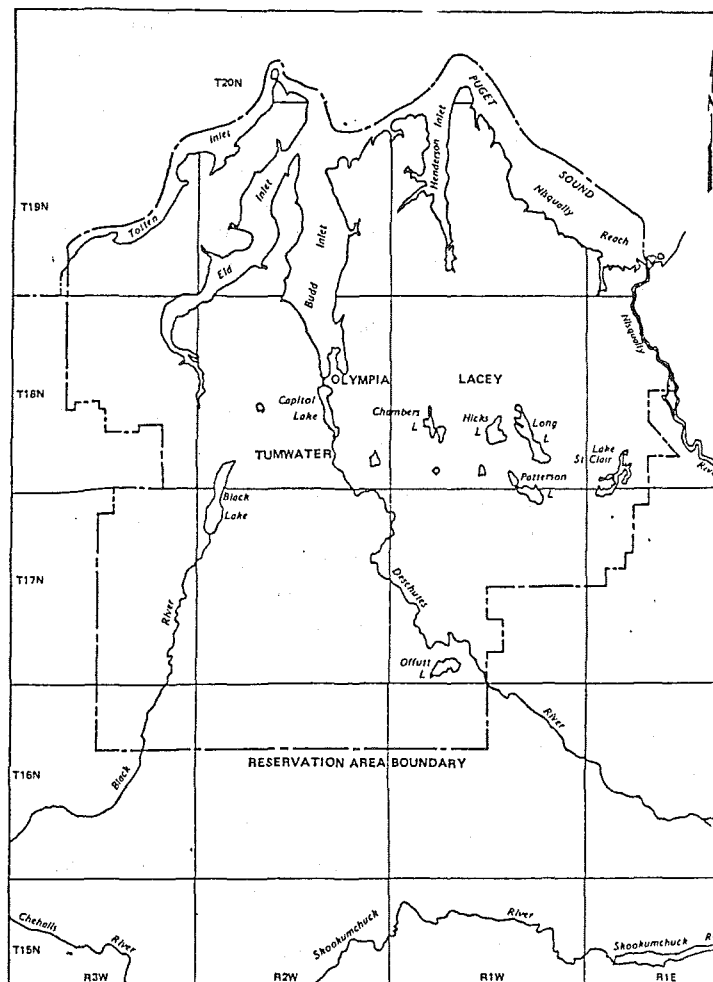 T20N
PUGET
SOUND
Inlet
Totten
T19N
Inlet
Eld
Budd
Inlet
Henderson
Inlet
Nisqually
Reach
Nisqually
T18N
OLYMPIA
LACEY
Capitol
Lake
Chambers
L
Hicks
L
Long
L
TUMWATER
Patterson
L
Lake
St Clair
Black
Lake
T17N
River
Deschutes
Offutt
L
River
RESERVATION AREA BOUNDARY
T16N
Black
Chehalis
River
Skookumchuck
River
Skookumchuck
R
T15N
R3W
R2W
R1W
R1E